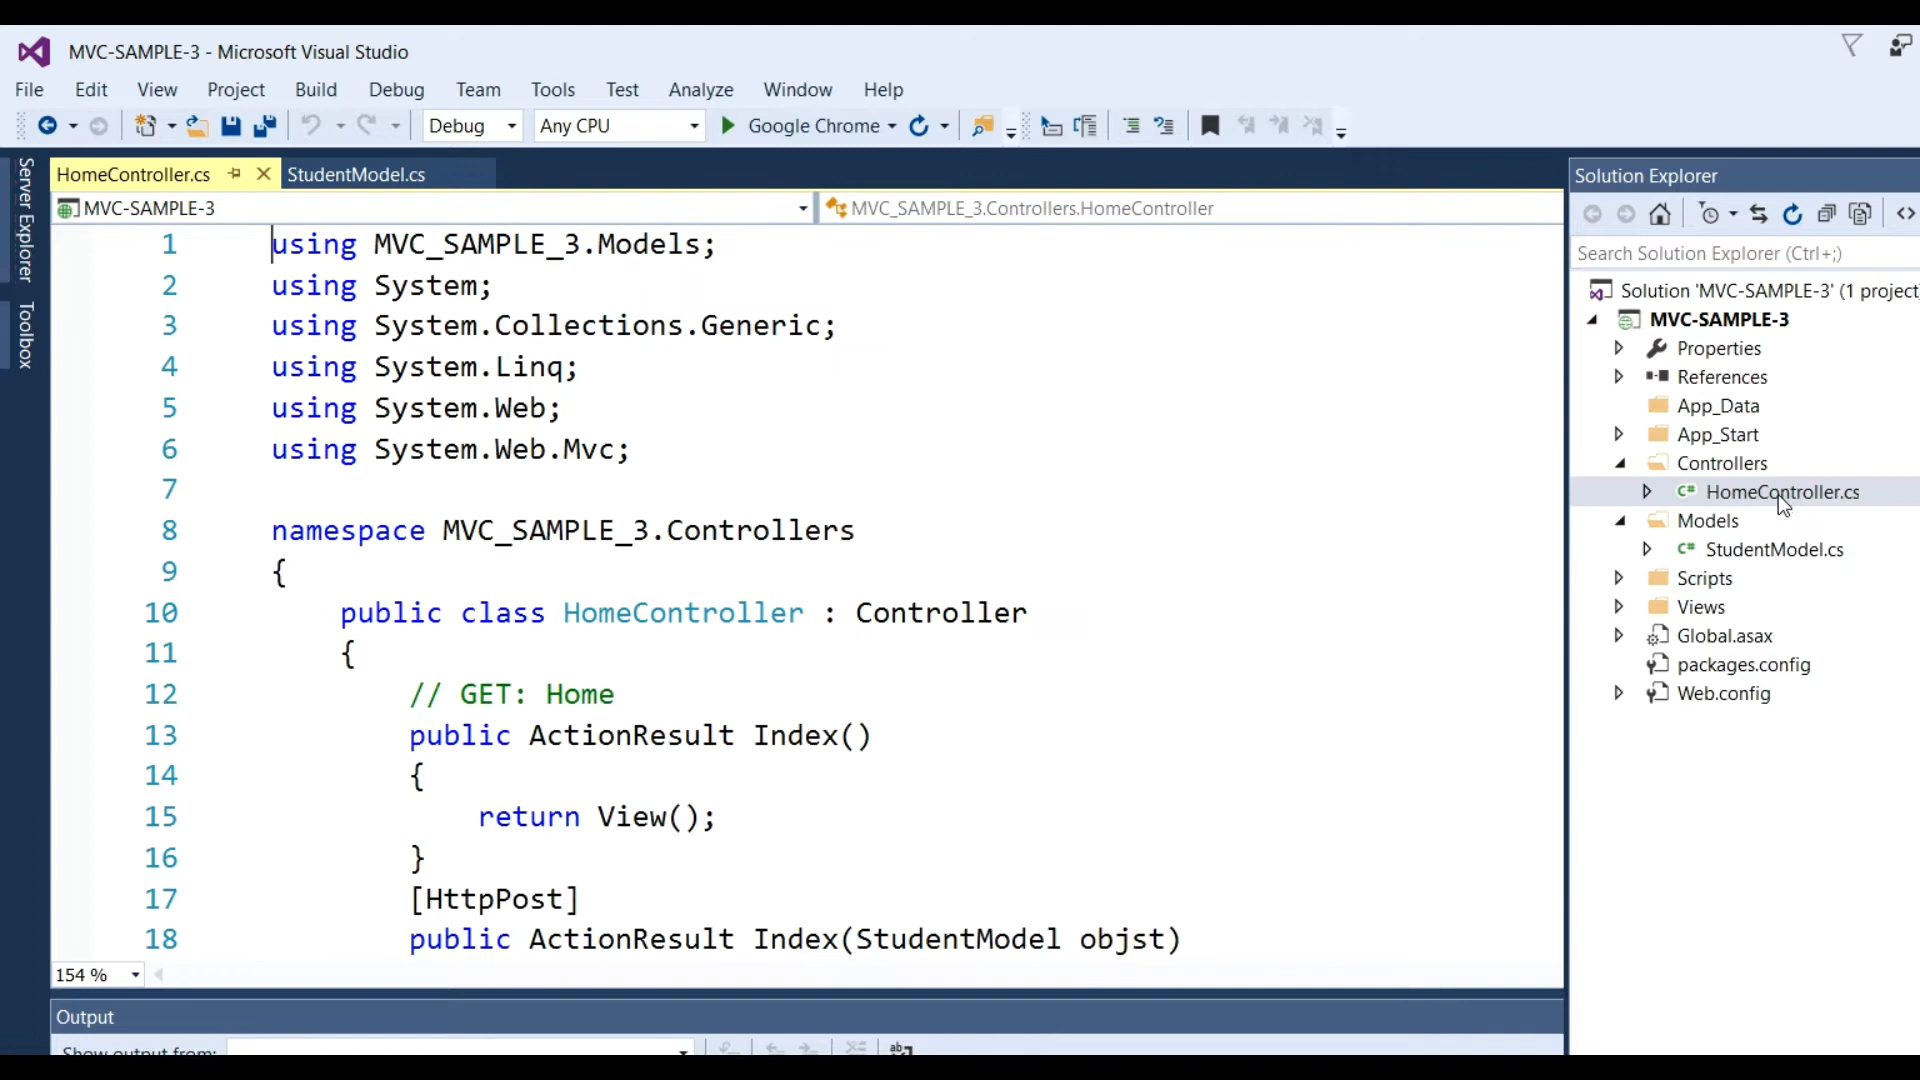 MVC-SAMPLE-3 - Microsoft Visual Studio
File Edit View Project Build Debug Team Tools Test Analyze Window Help
Debug Any CPU Google Chrome
Server Explorer
Toolbox
HomeController.cs StudentModel.cs
MVC-SAMPLE-3 MVC_SAMPLE_3.Controllers.HomeController
1 using MVC_SAMPLE_3.Models;
2 using System;
3 using System.Collections.Generic;
4 using System.Linq;
5 using System.Web;
6 using System.Web.Mvc;
7
8 namespace MVC_SAMPLE_3.Controllers
9 {
10 public class HomeController : Controller
11 {
12 // GET: Home
13 public ActionResult Index()
14 {
15 return View();
16 }
17 [HttpPost]
18 public ActionResult Index(StudentModel objst)
154 %
Output
Show output from:
Solution Explorer
Search Solution Explorer (Ctrl+;)
Solution 'MVC-SAMPLE-3' (1 project
MVC-SAMPLE-3
Properties
References
App_Data
App_Start
Controllers
C# HomeController.cs
Models
C# StudentModel.cs
Scripts
Views
Global.asax
packages.config
Web.config